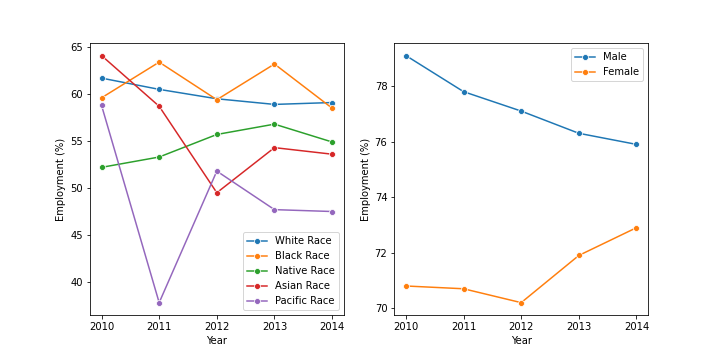 65
60
55
50
45
40
Employment (%)
2010 2011 2012 2013 2014
Year
White Race
Black Race
Native Race
Asian Race
Pacific Race
78
76
74
72
70
Employment (%)
2010 2011 2012 2013 2014
Year
Male
Female